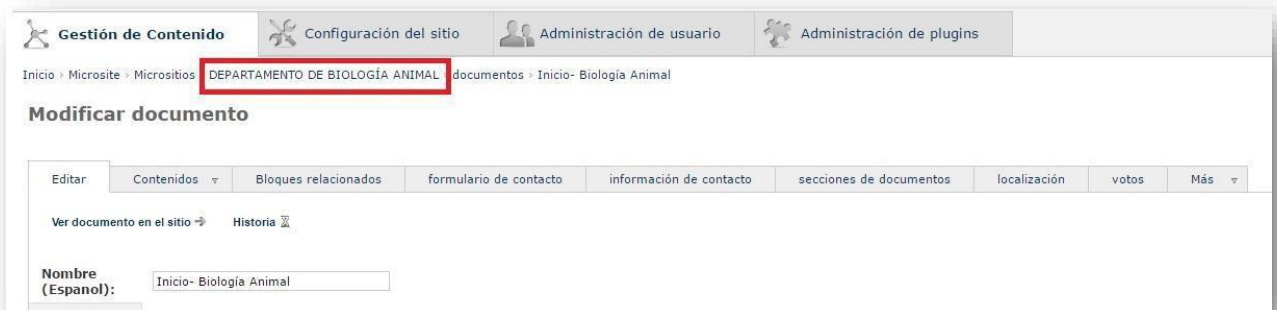 Gestión de Contenido Configuración del sitio Administración de usuario Administración de plugins
Inicio › Microsite › Micrositios DEPARTAMENTO DE BIOLOGÍA ANIMAL documentos › Inicio- Biología Animal
Modificar documento
Editar Contenidos Bloques relacionados formulario de contacto información de contacto secciones de documentos localización votos Más
Ver documento en el sitio Historia
Nombre
(Espanol): Inicio- Biología Animal